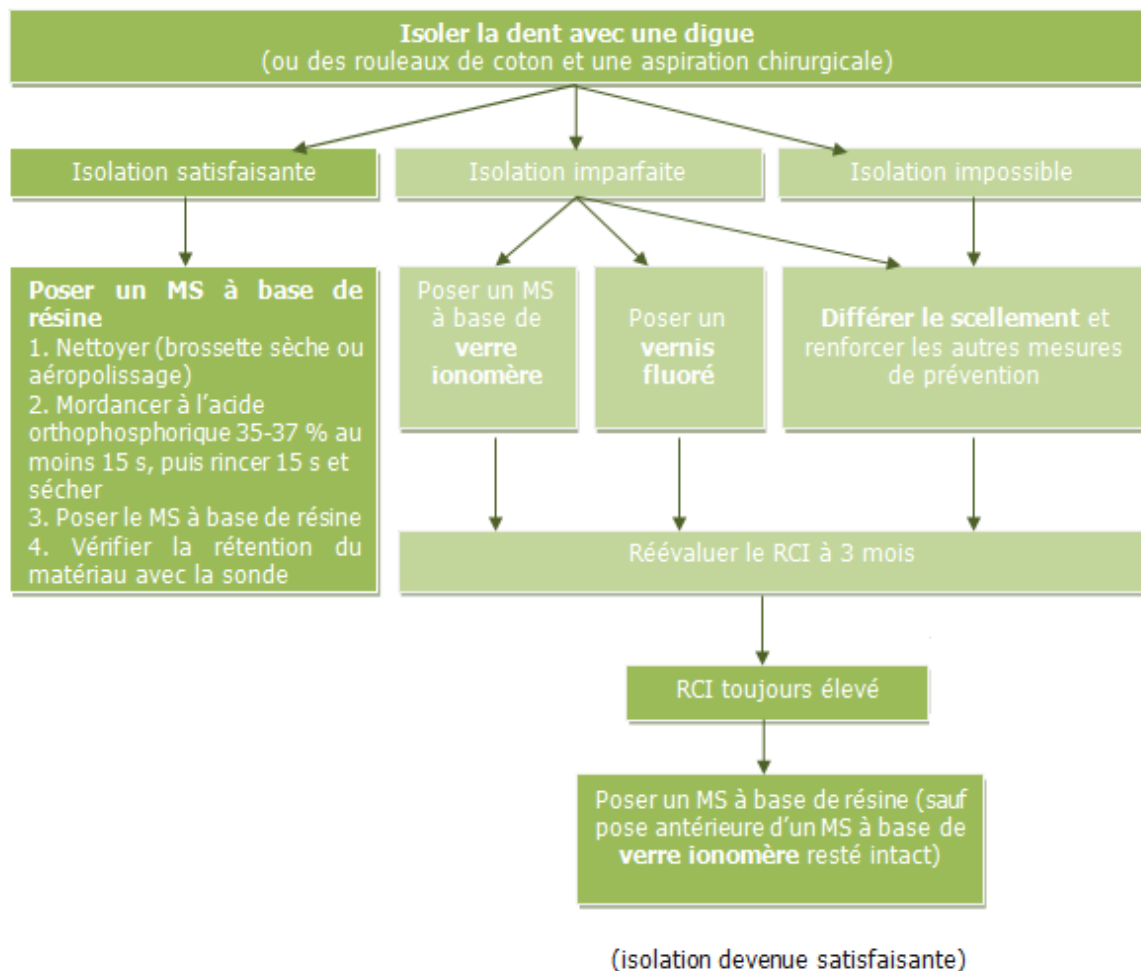 Isoler la dent avec une digue
(ou des rouleaux de coton et une aspiration chirurgicale)
Isolation satisfaisante
Isolation imparfaite
Isolation impossible
Poser un MS à base de
résine
1. Nettoyer (brossette sèche ou
aéropolissage)
2. Mordancer à l'acide
orthophosphorique 35-37 % au
moins 15 s, puis rincer 15 s et
sécher
3. Poser le MS à base de résine
4. Vérifier la rétention du
matériau avec la sonde
Poser un MS
à base de
verre
ionomère
Poser un
vernis
fluoré
Différer le scellement et
renforcer les autres mesures
de prévention
Réévaluer le RCI à 3 mois
RCI toujours élevé
Poser un MS à base de résine (sauf
pose antérieure d'un MS à base de
verre ionomère resté intact)
(isolation devenue satisfaisante)